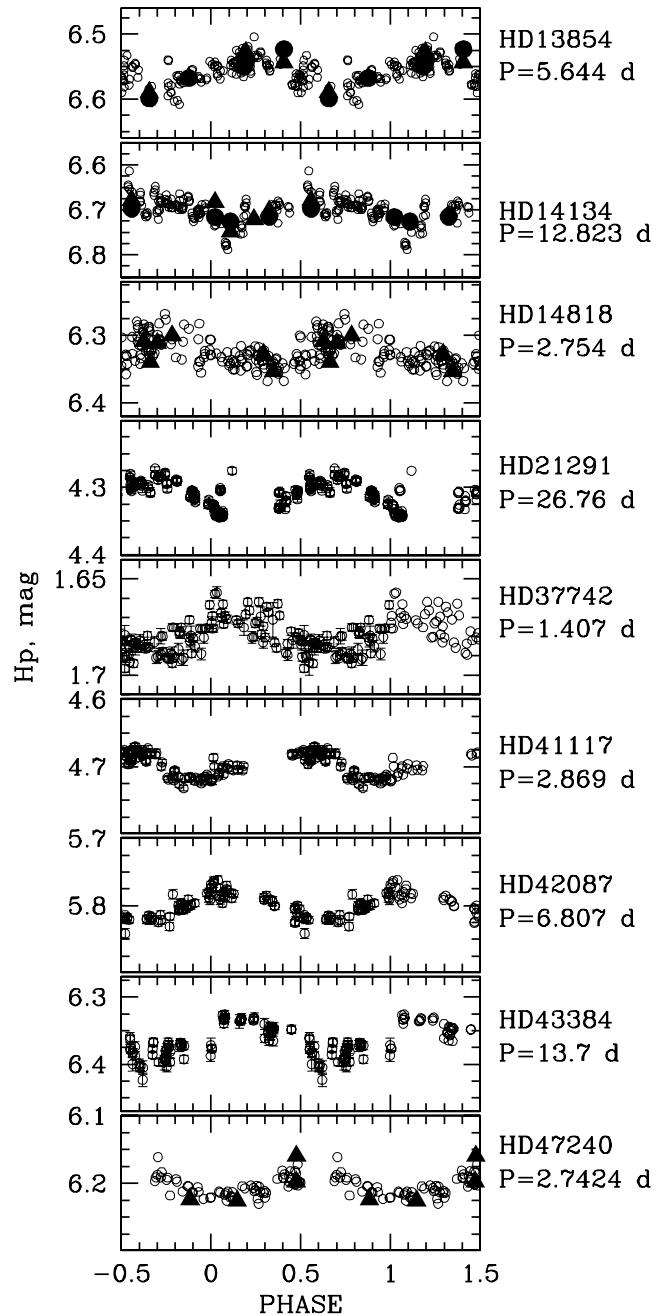 6.5
6.6
HD13854
P=5.644 d
6.6
6.7
6.8
HD14134
P=12.823 d
6.3
6.4
HD14818
P=2.754 d
4.3
4.4
HD21291
P=26.76 d
Hp, mag
1.65
1.7
HD37742
P=1.407 d
4.6
4.7
HD41117
P=2.869 d
5.7
5.8
HD42087
P=6.807 d
6.3
6.4
HD43384
P=13.7 d
6.1
6.2
HD47240
P=2.7424 d
−0.5 0 0.5 1 1.5
PHASE